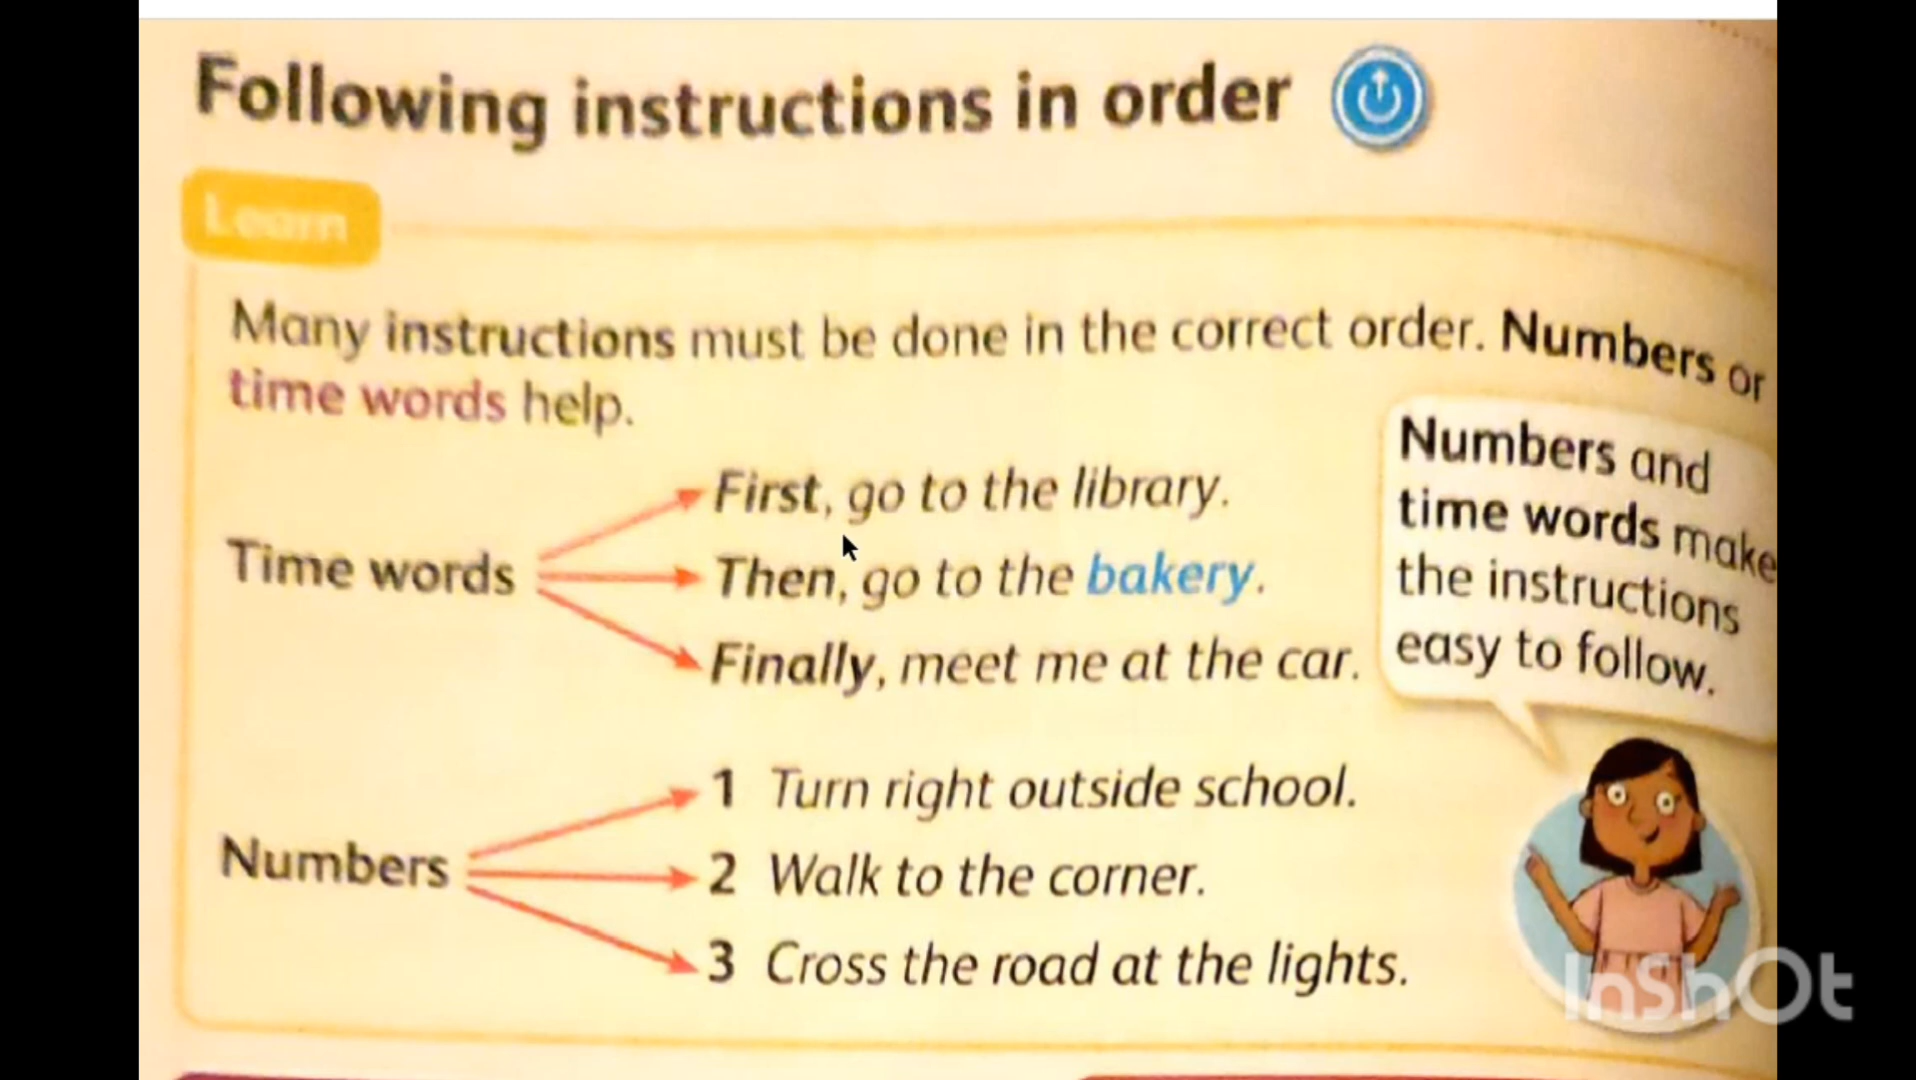 Following instructions in order
Learn
Many instructions must be done in the correct order. Numbers or
time words help.
Time words
First, go to the library.
Then, go to the bakery.
Finally, meet me at the car.
Numbers and
time words make
the instructions
easy to follow.
Numbers
1 Turn right outside school.
2 Walk to the corner.
3 Cross the road at the lights.
InShOt